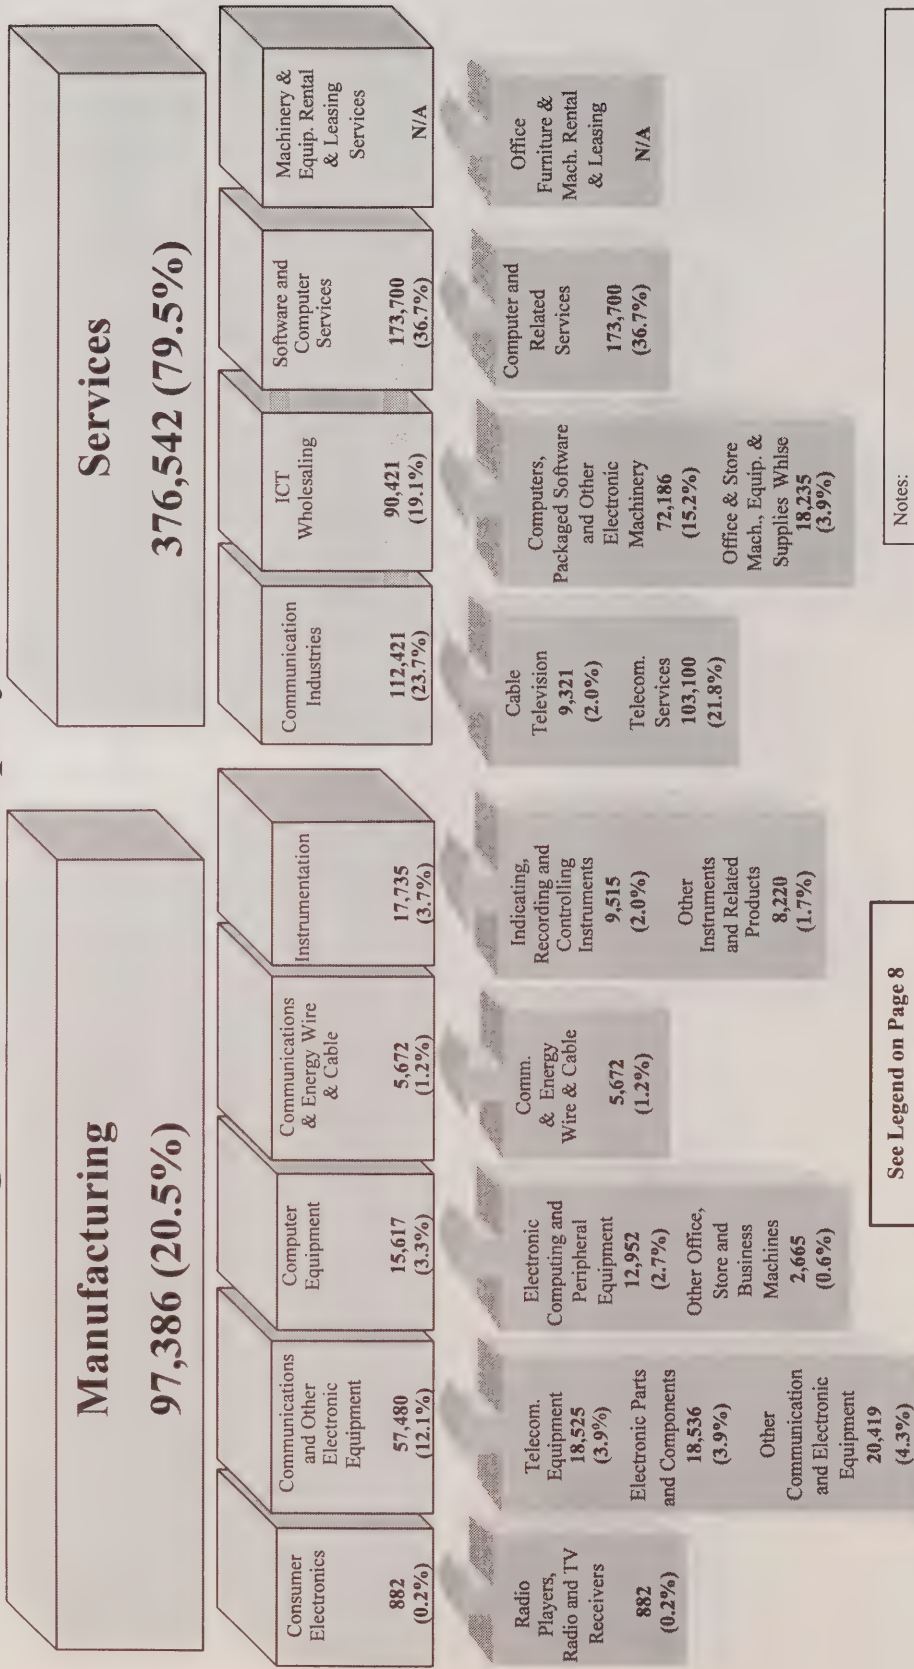 Manufacturing
97,386 (20.5%)
Services
376,542 (79.5%)
Consumer
Electronics
882
(0.2%)
Communications
and Other
Electronic
Equipment
57,480
(12.1%)
Computer
Equipment
15,617
(3.3%)
Communications
& Energy Wire
& Cable
5,672
(1.2%)
Instrumentation
17,735
(3.7%)
Communication
Industries
112,421
(23.7%)
ICT
Wholesaling
90,421
(19.1%)
Software and
Computer
Services
173,700
(36.7%)
Machinery &
Equip. Rental
& Leasing
Services
N/A
Radio
Players,
Radio and TV
Receivers
882
(0.2%)
Telecom.
Equipment
18,525
(3.9%)
Electronic Parts
and Components
18,536
(3.9%)
Other
Communication
and Electronic
Equipment
20,419
(4.3%)
Electronic
Computing and
Peripheral
Equipment
12,952
(2.7%)
Other Office,
Store and
Business
Machines
2,665
(0.6%)
Comm.
& Energy
Wire & Cable
5,672
(1.2%)
Indicating,
Recording and
Controlling
Instruments
9,515
(2.0%)
Other
Instruments
and Related
Products
8,220
(1.7%)
Cable
Television
9,321
(2.0%)
Telecom.
Services
103,100
(21.8%)
Computers,
Packaged Software
and Other
Electronic
Machinery
72,186
(15.2%)
Office & Store
Mach., Equip. &
Supplies Whlse
18,235
(3.9%)
Computer and
Related
Services
173,700
(36.7%)
Office
Furniture &
Mach. Rental
& Leasing
N/A
See Legend on Page 8
Notes: